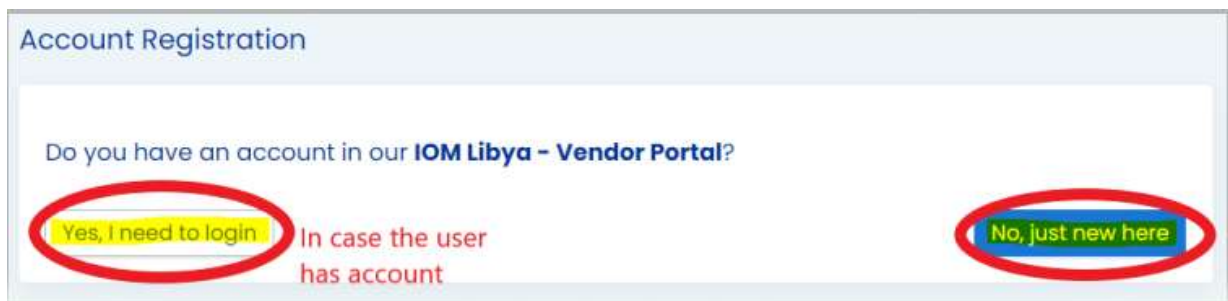 Account Registration
Do you have an account in our IOM Libya - Vendor Portal?
Yes, I need to login
In case the user
has account
No, just new here